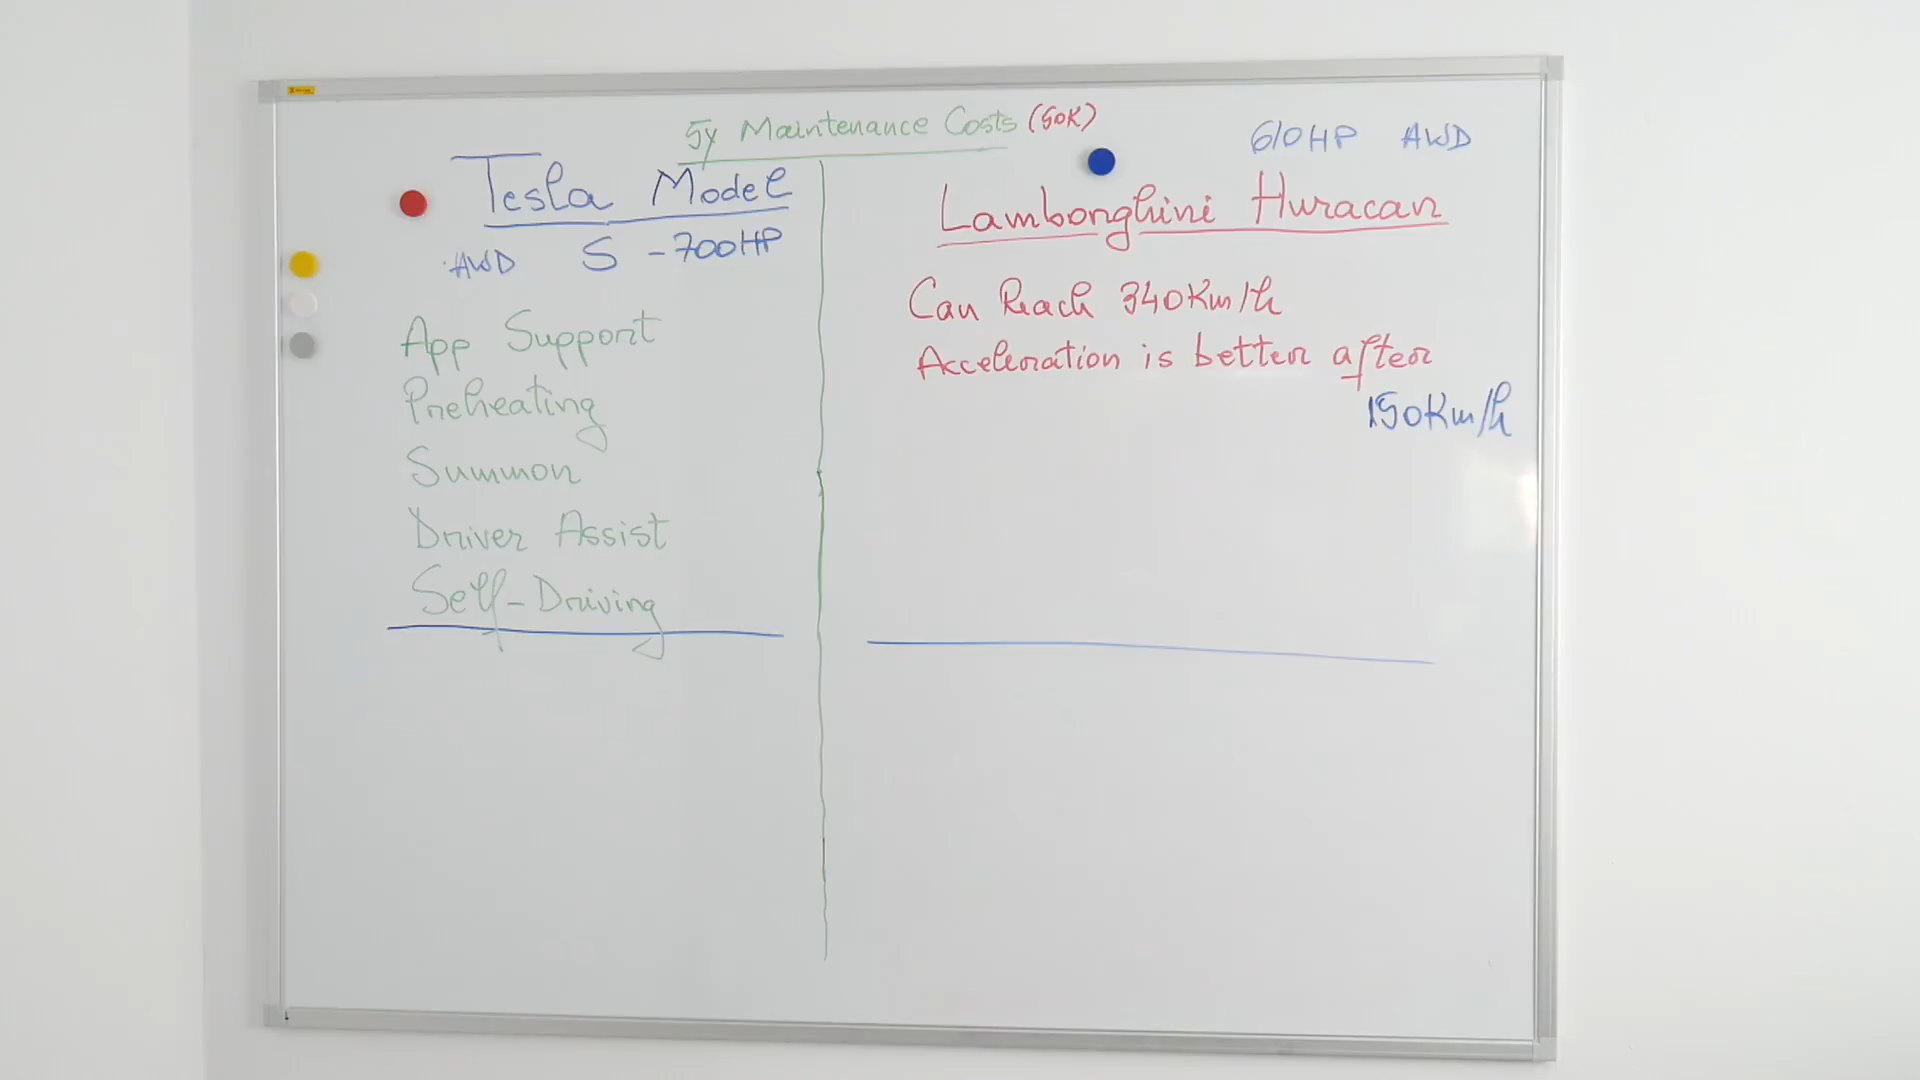 5y Maintenance Costs (50K)
Tesla Model
AWD S - 700HP
App Support
Preheating
Summon
Driver Assist
Self-Driving
610HP AWD
Lamborghini Huracan
Can Reach 340Km/h
Acceleration is better after
150Km/h